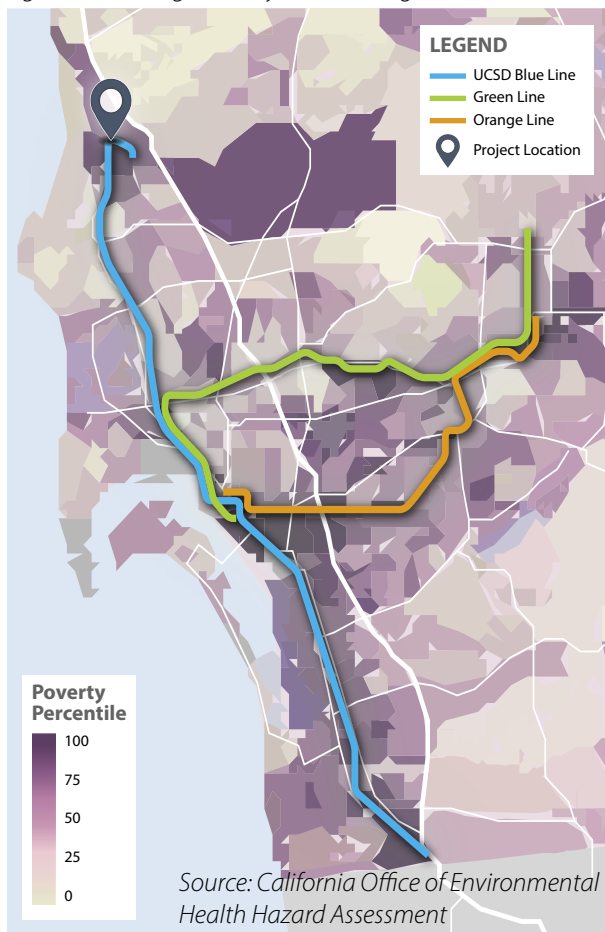 LEGEND
UCSD Blue Line
Green Line
Orange Line
Project Location
Poverty
Percentile
100
75
50
25
0
Source: California Office of Environmental
Health Hazard Assessment